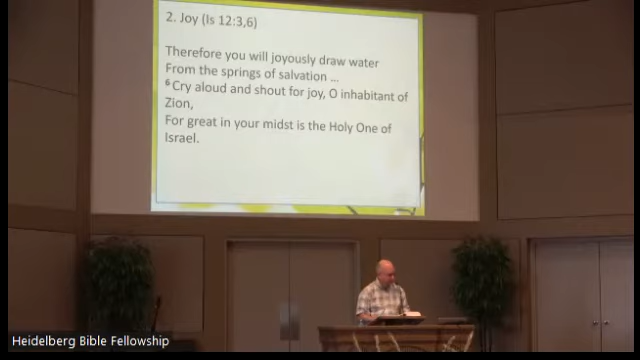 2. Joy (Is 12:3,6)
Therefore you will joyously draw water
From the springs of salvation …
⁶ Cry aloud and shout for joy, O inhabitant of
Zion,
For great in your midst is the Holy One of
Israel.
Heidelberg Bible Fellowship